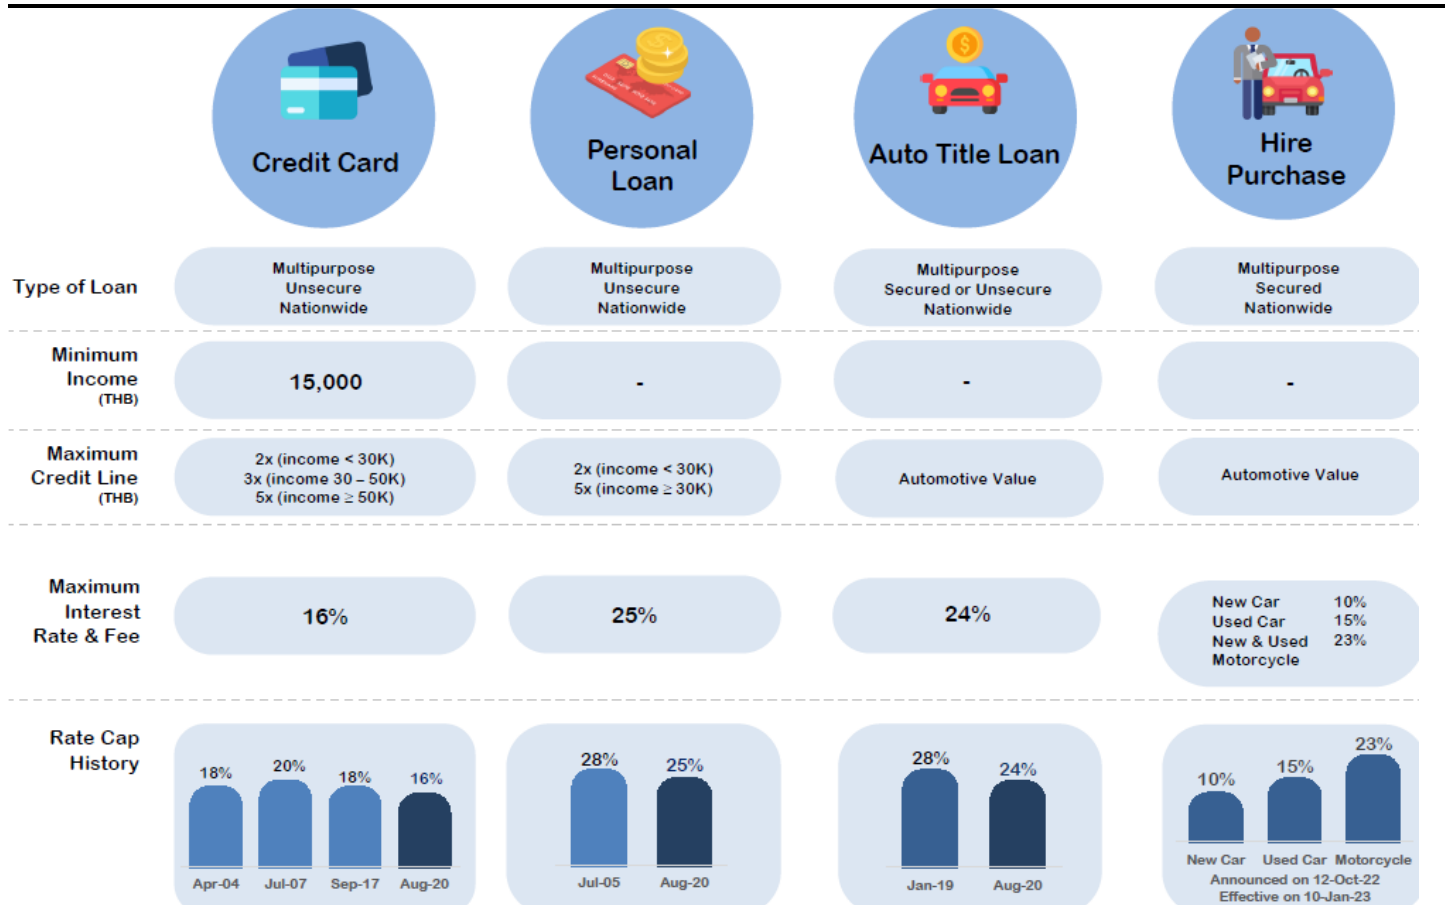 Credit Card
Personal
Loan
Auto Title Loan
Hire
Purchase
Type of Loan
Multipurpose
Unsecure
Nationwide
Multipurpose
Unsecure
Nationwide
Multipurpose
Secured or Unsecure
Nationwide
Multipurpose
Secured
Nationwide
Minimum
Income
(THB)
15,000
-
-
-
Maximum
Credit Line
(THB)
2x (income < 30K)
3x (income 30 – 50K)
5x (income ≥ 50K)
2x (income < 30K)
5x (income ≥ 30K)
Automotive Value
Automotive Value
Maximum
Interest
Rate & Fee
16%
25%
24%
New Car 10%
Used Car 15%
New & Used 23%
Motorcycle
Rate Cap
History
18% 20% 18% 16%
Apr-04 Jul-07 Sep-17 Aug-20
28% 25%
Jul-05 Aug-20
28% 24%
Jan-19 Aug-20
10% 15% 23%
New Car Used Car Motorcycle
Announced on 12-Oct-22
Effective on 10-Jan-23